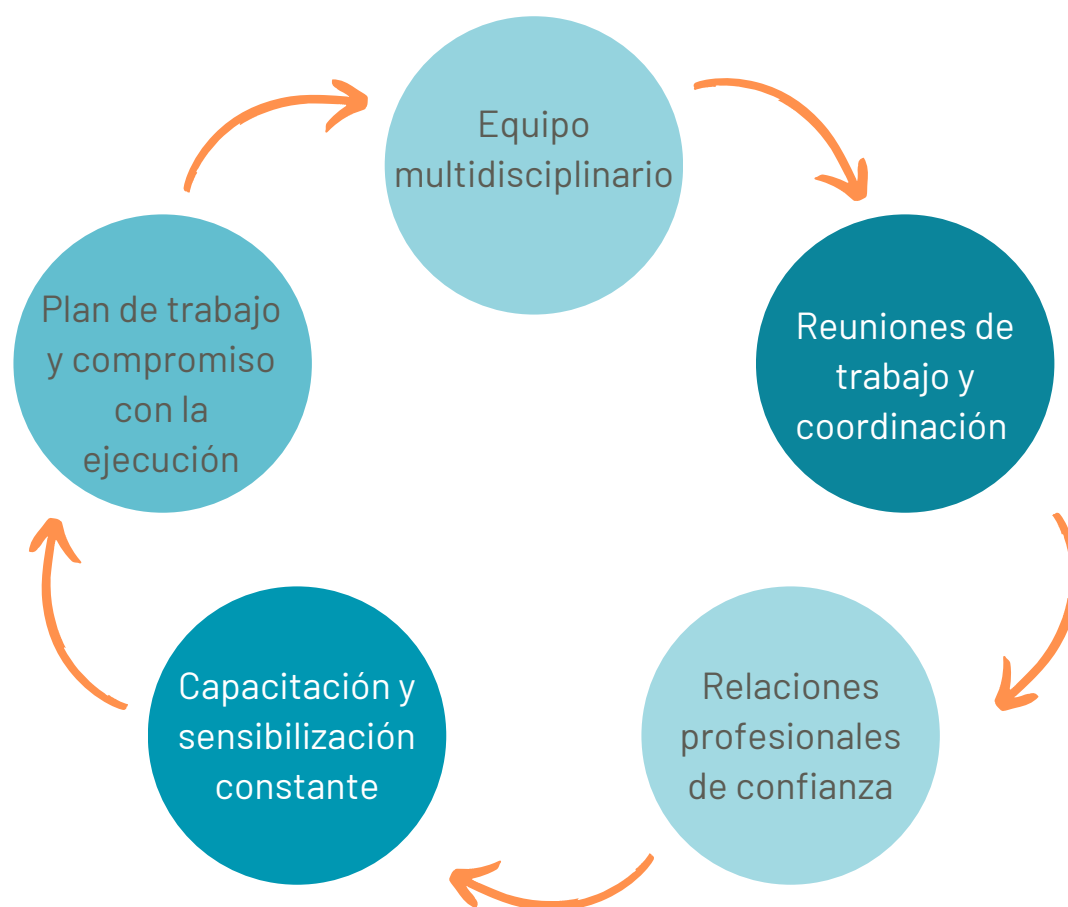 Equipo
multidisciplinario
Reuniones de
trabajo y
coordinación
Relaciones
profesionales
de confianza
Capacitación y
sensibilización
constante
Plan de trabajo
y compromiso
con la
ejecución